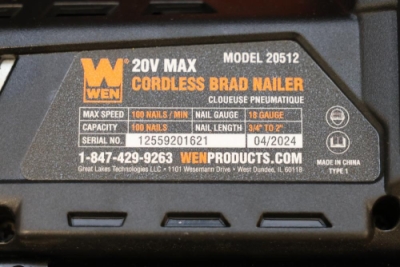 WEN
20V MAX MODEL 20512
CORDLESS BRAD NAILER
CLOUEUSE PNEUMATIQUE
MAX SPEED 100 NAILS / MIN NAIL GAUGE 18 GAUGE
CAPACITY 100 NAILS NAIL LENGTH 3/4" TO 2"
SERIAL NO. 12559201621 04/2024
1-847-429-9263 WENPRODUCTS.COM
Great Lakes Technologies LLC • 1101 Wesemann Drive • West Dundee, IL 60118
MADE IN CHINA
TYPE 1